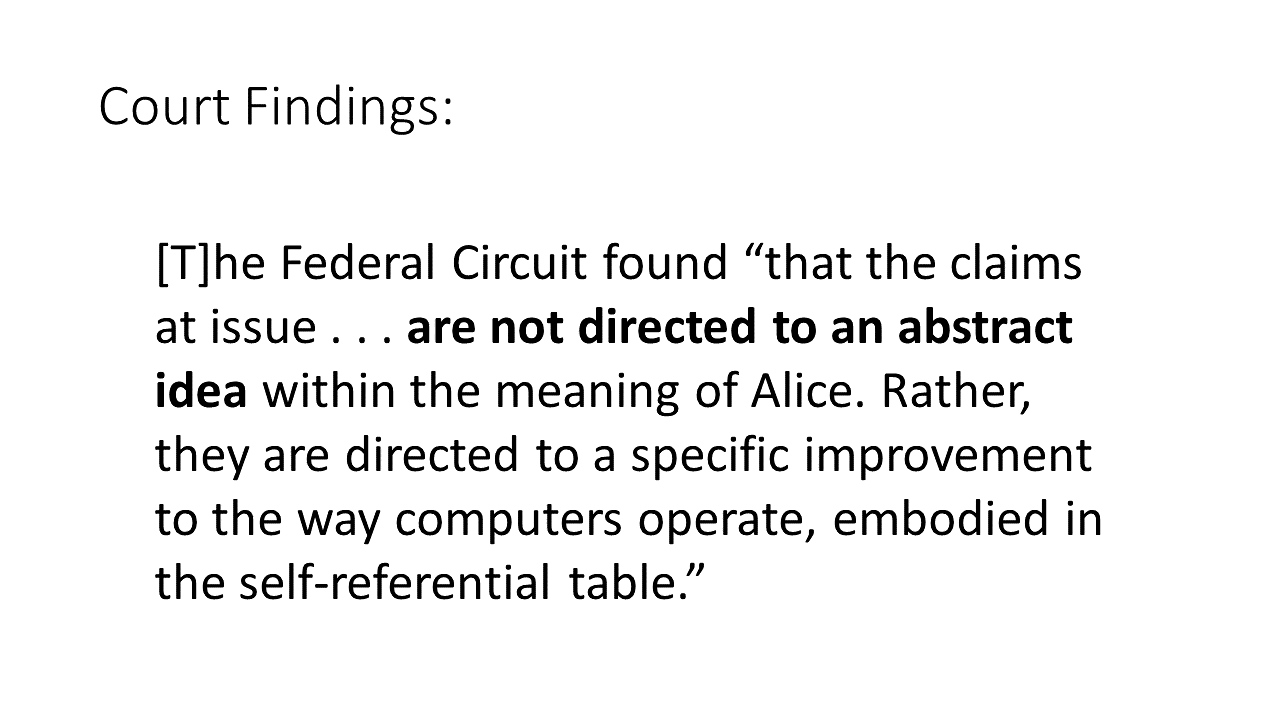 Court Findings:
[T]he Federal Circuit found “that the claims
at issue . . . are not directed to an abstract
idea within the meaning of Alice. Rather,
they are directed to a specific improvement
to the way computers operate, embodied in
the self-referential table.”